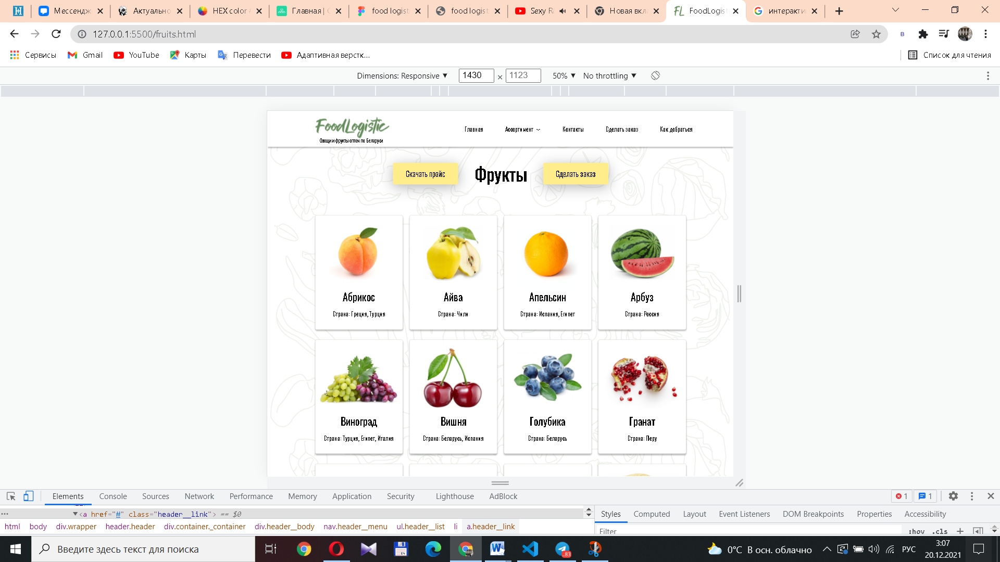 Мессендж
Актуально
HEX color
Главная | C
food logist
food logist
Sexy R
Новая вкл
FoodLogist
интеракти
127.0.0.1:5500/fruits.html
Сервисы
Gmail
YouTube
Карты
Перевести
Адаптивная верстк...
Список для чтения
Dimensions: Responsive ▼
1430 × 1123
50% ▼
No throttling ▼
FoodLogistic
Овощи и фрукты оптом по Беларуси
Главная
Ассортимент
Контакты
Сделать заказ
Как добраться
Скачать прайс
Фрукты
Сделать заказ
Абрикос
Страна: Греция, Турция
Айва
Страна: Чили
Апельсин
Страна: Испания, Египет
Арбуз
Страна: Россия
Виноград
Страна: Турция, Египет, Италия
Вишня
Страна: Беларусь, Испания
Голубика
Страна: Беларусь
Гранат
Страна: Перу
Elements
Console
Sources
Network
Performance
Memory
Application
Security
Lighthouse
AdBlock
1
1
<a href="#" class="header__link"> == $0
html body div.wrapper header.header div.container._container div.header__body nav.header__menu ul.header__list li a.header__link
Styles
Computed
Layout
Event Listeners
DOM Breakpoints
Properties
Accessibility
Filter
:hov .cls
Введите здесь текст для поиска
0°C В осн. облачно
РУС
3:07
20.12.2021